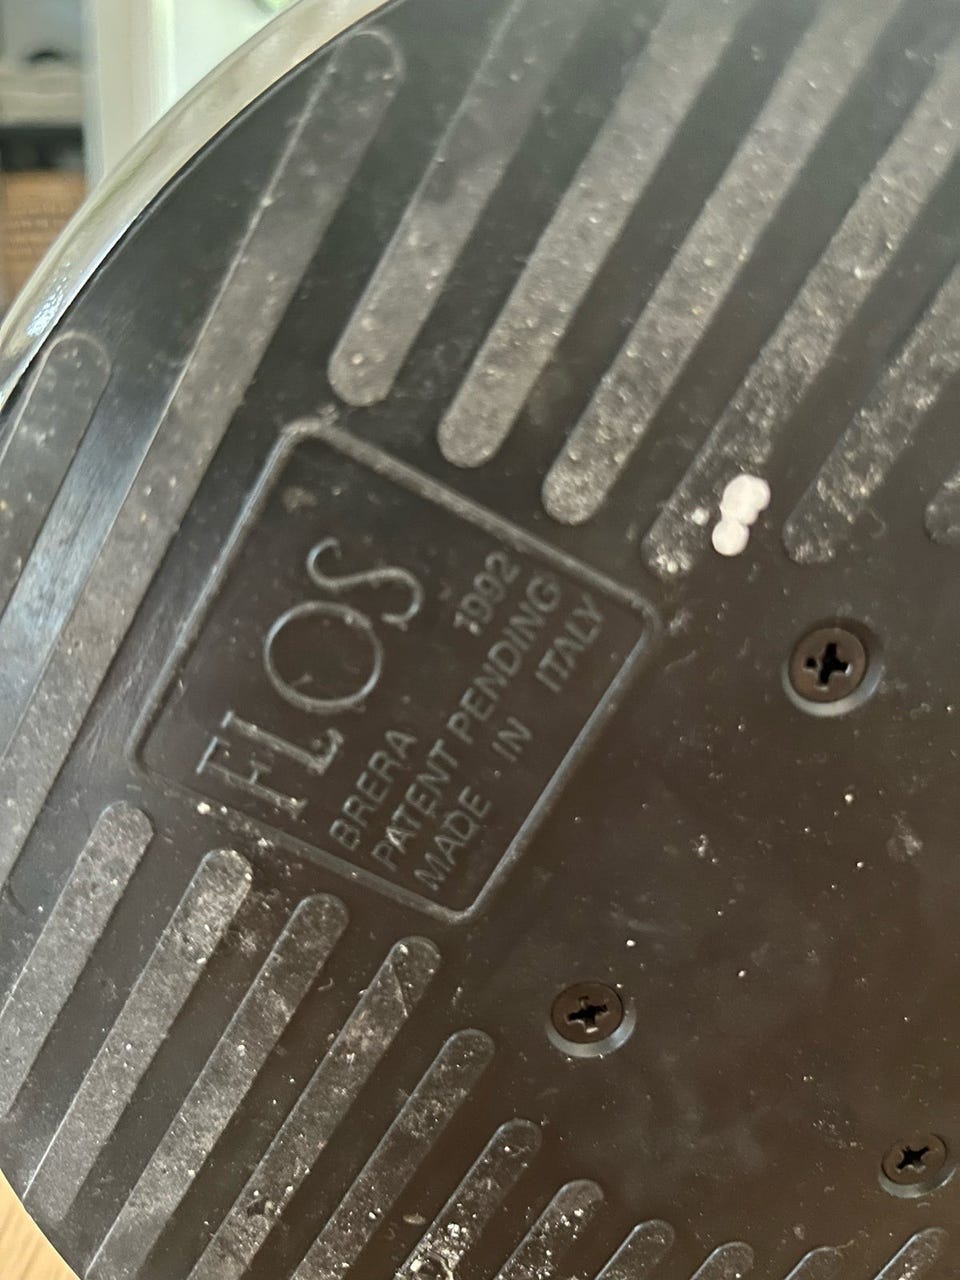 FLOS
BRERA 1992
PATENT PENDING
MADE IN ITALY